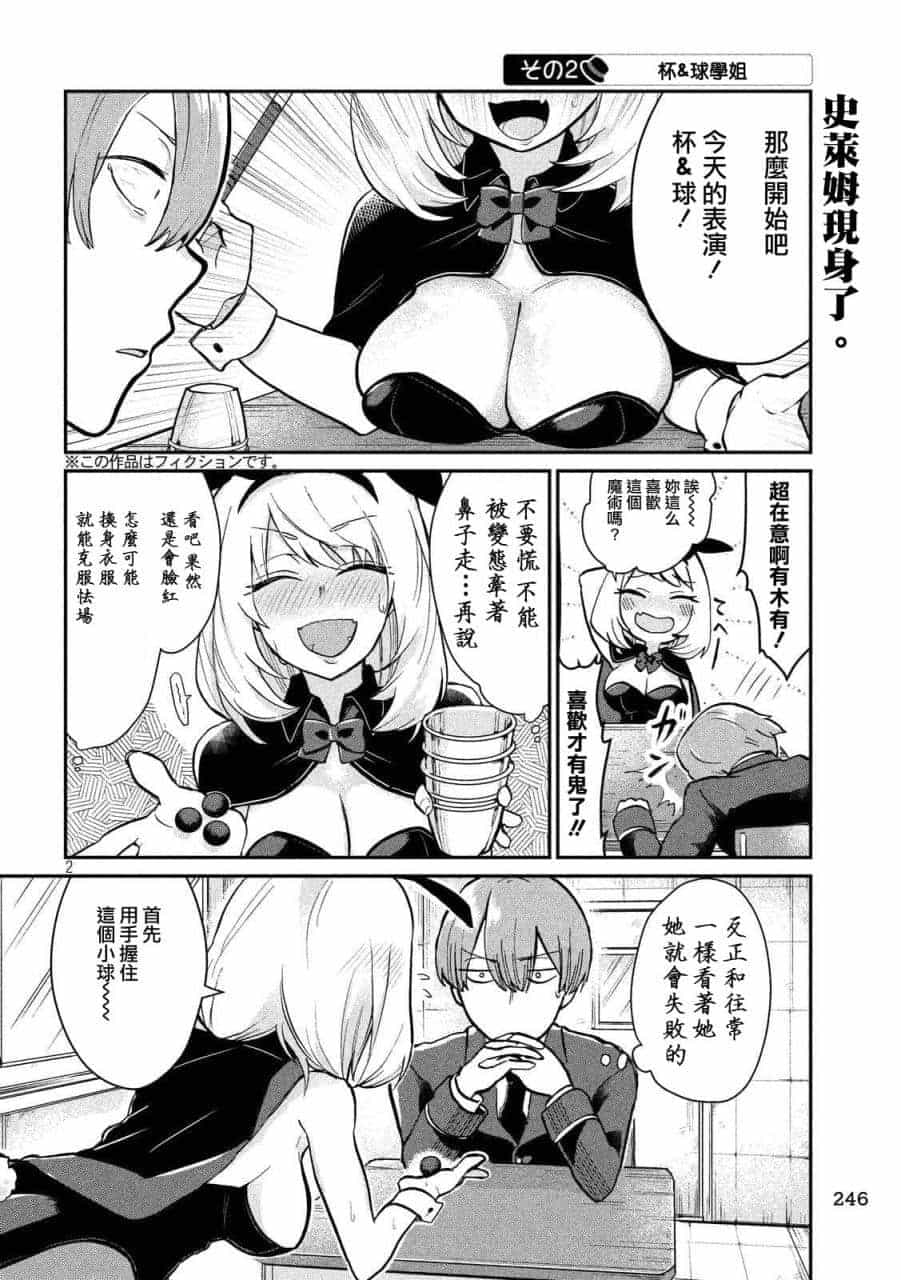 その2
杯&球學姐
史萊姆現身了。
那麼開始吧
今天的表演！
杯&球！
※この作品はフィクションです。
超在意啊有木有！
誒～～
妳這么
喜歡
這個
魔術嗎？
てへー
ガン
喜歡才有鬼了！！
不要慌 不能
被變態牽著
鼻子走…再說
看吧 果然
還是會臉紅
怎麼可能
換身衣服
就能克服怯場
2
反正和往常
一樣看著她
她就會失敗的
首先
用手握住
這個小球～～
246